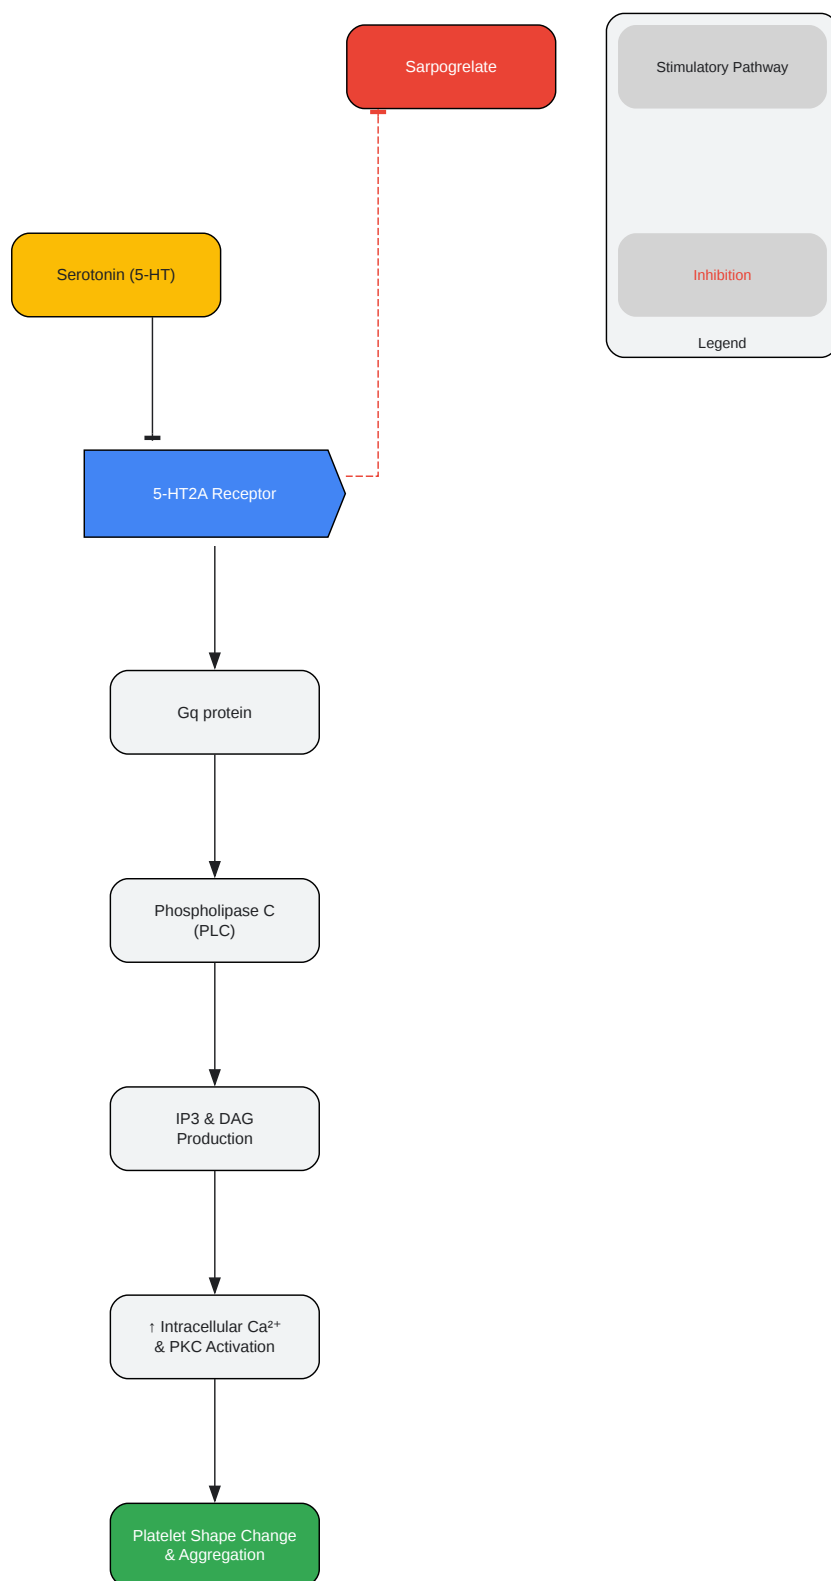 Sarpogrelate
Stimulatory Pathway
Serotonin (5-HT)
Inhibition
Legend
5-HT2A Receptor
Gq protein
Phospholipase C
(PLC)
IP3 & DAG
Production
↑ Intracellular Ca²⁺
& PKC Activation
Platelet Shape Change
& Aggregation